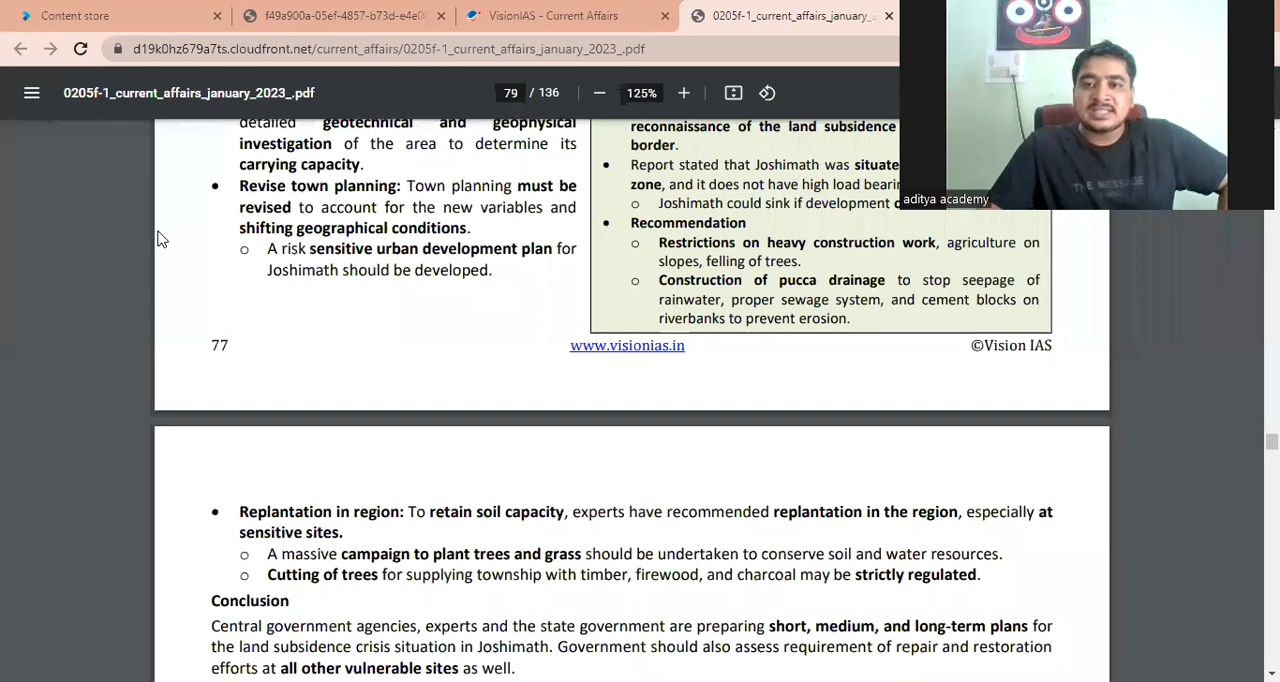 Content store
f49a900a-05ef-4857-b73d-e4e0
VisionIAS - Current Affairs
0205f-1_current_affairs_january_
d19k0hz679a7ts.cloudfront.net/current_affairs/0205f-1_current_affairs_january_2023_.pdf
0205f-1_current_affairs_january_2023_.pdf
79 / 136
125%
detailed geotechnical and geophysical
investigation of the area to determine its
carrying capacity.
• Revise town planning: Town planning must be
revised to account for the new variables and
shifting geographical conditions.
o A risk sensitive urban development plan for
Joshimath should be developed.
reconnaissance of the land subsidence
border.
• Report stated that Joshimath was situate
zone, and it does not have high load bearin
o Joshimath could sink if development
• Recommendation
o Restrictions on heavy construction work, agriculture on
slopes, felling of trees.
o Construction of pucca drainage to stop seepage of
rainwater, proper sewage system, and cement blocks on
riverbanks to prevent erosion.
aditya academy
THE MESSAGE
77
www.visionias.in
©Vision IAS
• Replantation in region: To retain soil capacity, experts have recommended replantation in the region, especially at
sensitive sites.
o A massive campaign to plant trees and grass should be undertaken to conserve soil and water resources.
o Cutting of trees for supplying township with timber, firewood, and charcoal may be strictly regulated.
Conclusion
Central government agencies, experts and the state government are preparing short, medium, and long-term plans for
the land subsidence crisis situation in Joshimath. Government should also assess requirement of repair and restoration
efforts at all other vulnerable sites as well.